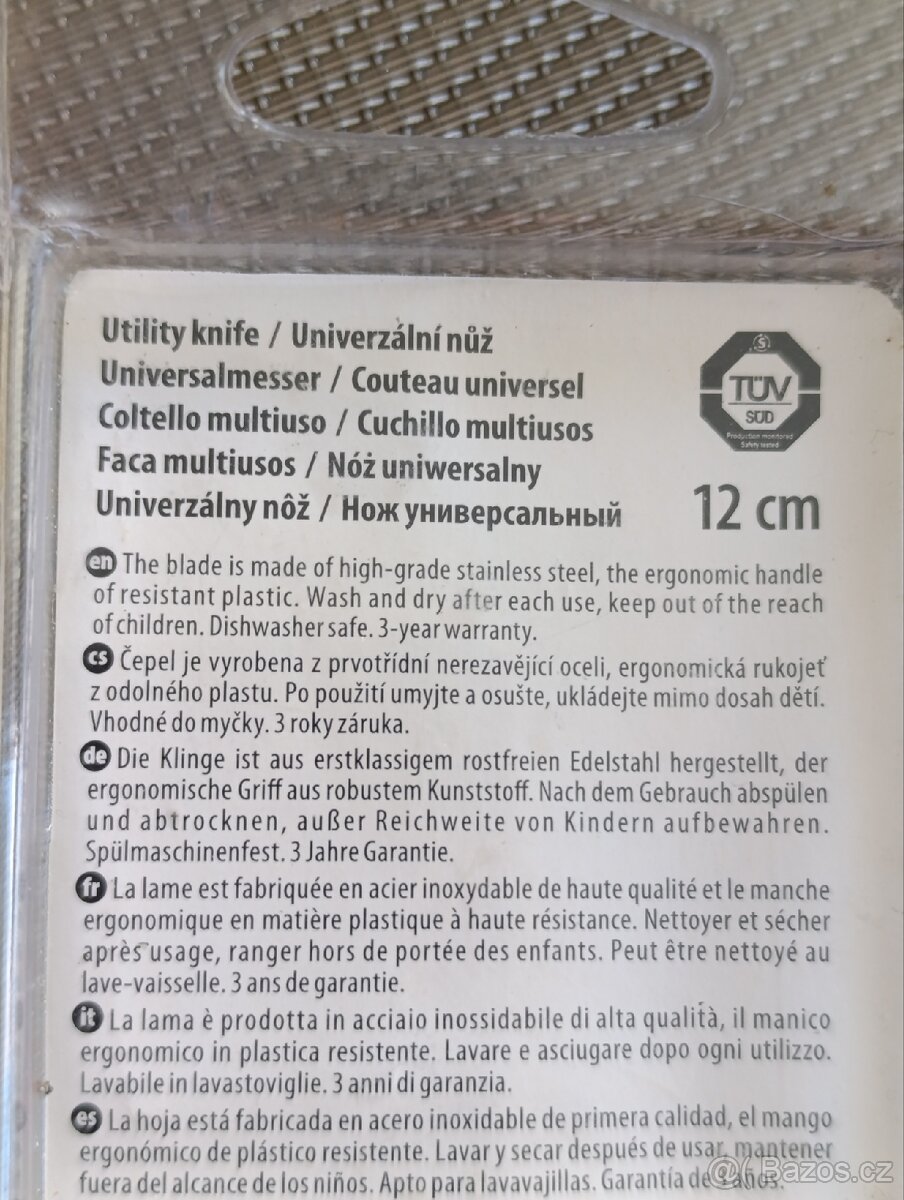 Utility knife / Univerzální nůž
Universalmesser / Couteau universel
Coltello multiuso / Cuchillo multiusos
Faca multiusos / Nóż uniwersalny
Univerzálny nôž / Нож универсальный
S
TÜV
SÜD
Production monitored
Safety tested
12 cm
en The blade is made of high-grade stainless steel, the ergonomic handle
of resistant plastic. Wash and dry after each use, keep out of the reach
of children. Dishwasher safe. 3-year warranty.
cs Čepel je vyrobena z prvotřídní nerezavějící oceli, ergonomická rukojeť
z odolného plastu. Po použití umyjte a osušte, ukládejte mimo dosah dětí.
Vhodné do myčky. 3 roky záruka.
de Die Klinge ist aus erstklassigem rostfreien Edelstahl hergestellt, der
ergonomische Griff aus robustem Kunststoff. Nach dem Gebrauch abspülen
und abtrocknen, außer Reichweite von Kindern aufbewahren.
Spülmaschinenfest. 3 Jahre Garantie.
fr La lame est fabriquée en acier inoxydable de haute qualité et le manche
ergonomique en matière plastique à haute résistance. Nettoyer et sécher
après usage, ranger hors de portée des enfants. Peut être nettoyé au
lave-vaisselle. 3 ans de garantie.
it La lama è prodotta in acciaio inossidabile di alta qualità, il manico
ergonomico in plastica resistente. Lavare e asciugare dopo ogni utilizzo.
Lavabile in lavastoviglie. 3 anni di garanzia.
es La hoja está fabricada en acero inoxidable de primera calidad, el mango
ergonómico de plástico resistente. Lavar y secar después de usar, mantener
fuera del alcance de los niños. Apto para lavavajillas. Garantía de 3 años.
@/ Bazos.cz